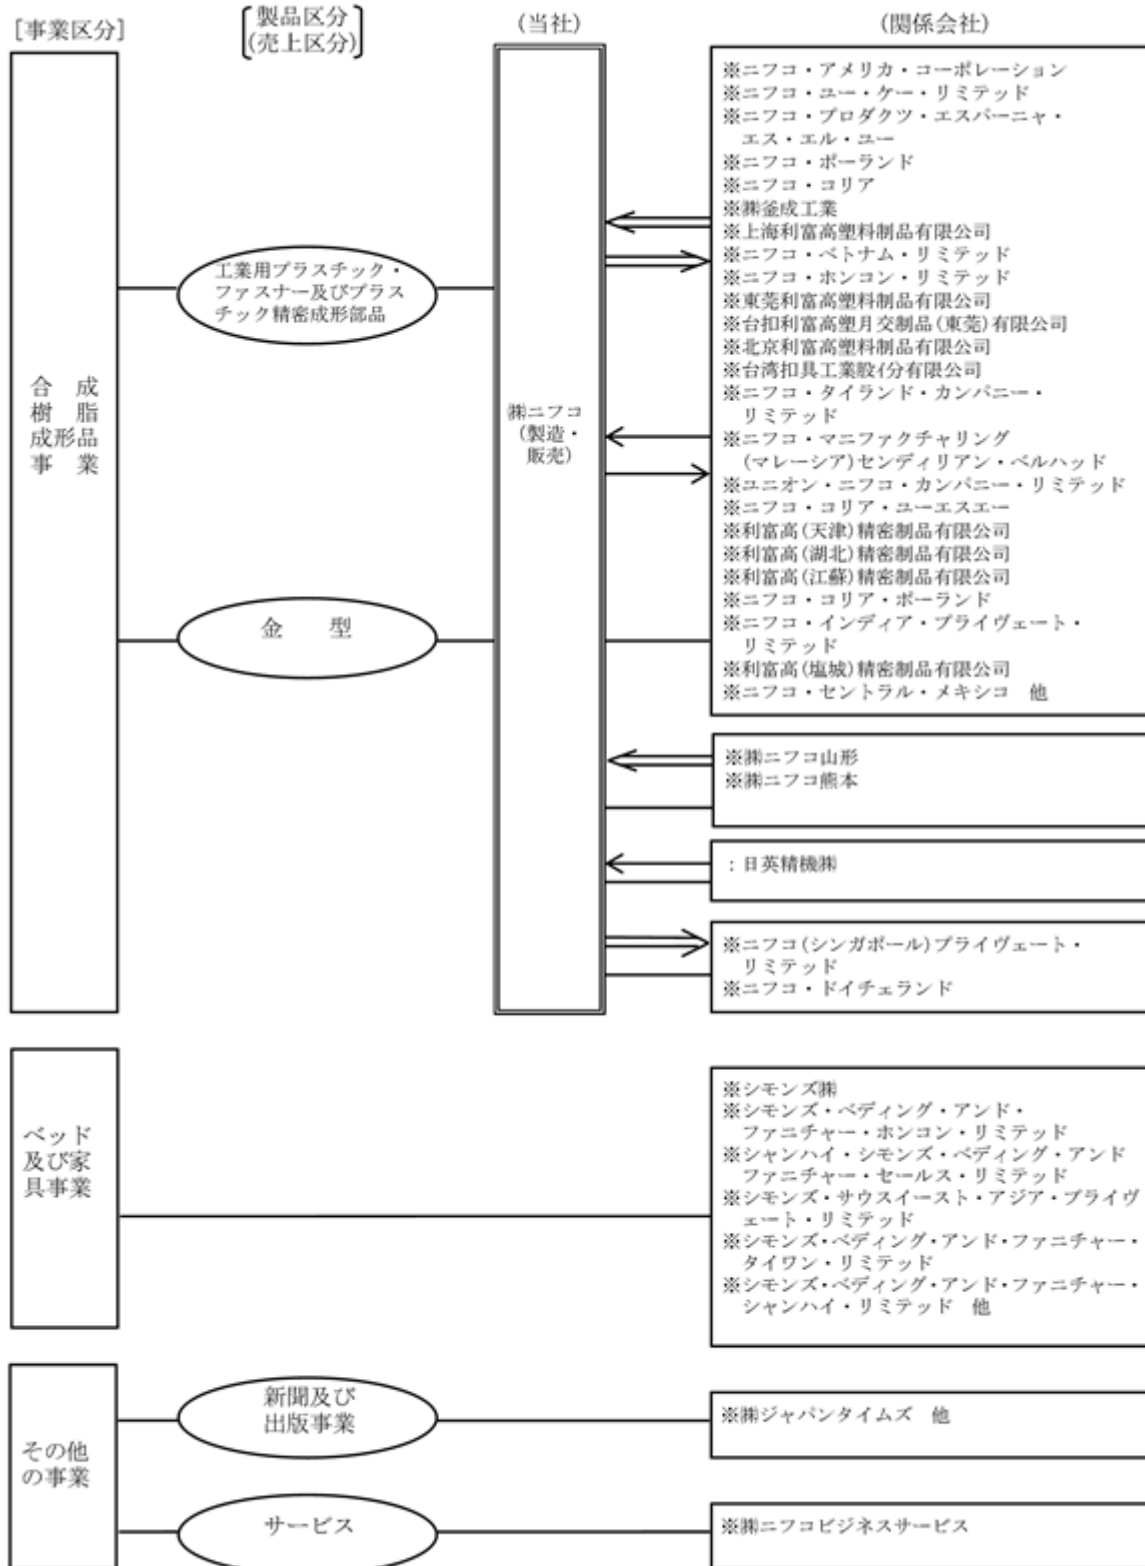 [事業区分]
製品区分
(売上区分)
(当社)
(関係会社)
合成
樹脂
成形品
事業
工業用プラスチック・
ファスナー及びプラス
チック精密成形部品
金型
㈱ニフコ
(製造・
販売)
※ニフコ・アメリカ・コーポレーション
※ニフコ・ユー・ケー・リミテッド
※ニフコ・プロダクツ・エスパーニャ・
エス・エル・ユー
※ニフコ・ポーランド
※ニフコ・コリア
※㈱釜成工業
※上海利富高塑料制品有限公司
※ニフコ・ベトナム・リミテッド
※ニフコ・ホンコン・リミテッド
※東莞利富高塑料制品有限公司
※台扣利富高塑月交制品(東莞)有限公司
※北京利富高塑料制品有限公司
※台湾扣具工業股イ分有限公司
※ニフコ・タイランド・カンパニー・
リミテッド
※ニフコ・マニファクチャリング
(マレーシア)センディリアン・ベルハッド
※ユニオン・ニフコ・カンパニー・リミテッド
※ニフコ・コリア・ユーエスエー
※利富高(天津)精密制品有限公司
※利富高(湖北)精密制品有限公司
※利富高(江蘇)精密制品有限公司
※ニフコ・コリア・ポーランド
※ニフコ・インディア・プライヴェート・
リミテッド
※利富高(塩城)精密制品有限公司
※ニフコ・セントラル・メキシコ 他
※㈱ニフコ山形
※㈱ニフコ熊本
:日英精機㈱
※ニフコ(シンガポール)プライヴェート・
リミテッド
※ニフコ・ドイチェランド
ベッド
及び家
具事業
※シモンズ㈱
※シモンズ・ベディング・アンド・
ファニチャー・ホンコン・リミテッド
※シャンハイ・シモンズ・ベディング・アンド
ファニチャー・セールス・リミテッド
※シモンズ・サウスイースト・アジア・プライヴ
ェート・リミテッド
※シモンズ・ベディング・アンド・ファニチャー・
タイワン・リミテッド
※シモンズ・ベディング・アンド・ファニチャー・
シャンハイ・リミテッド 他
その他
の事業
新聞及び
出版事業
※㈱ジャパンタイムズ 他
サービス
※㈱ニフコビジネスサービス